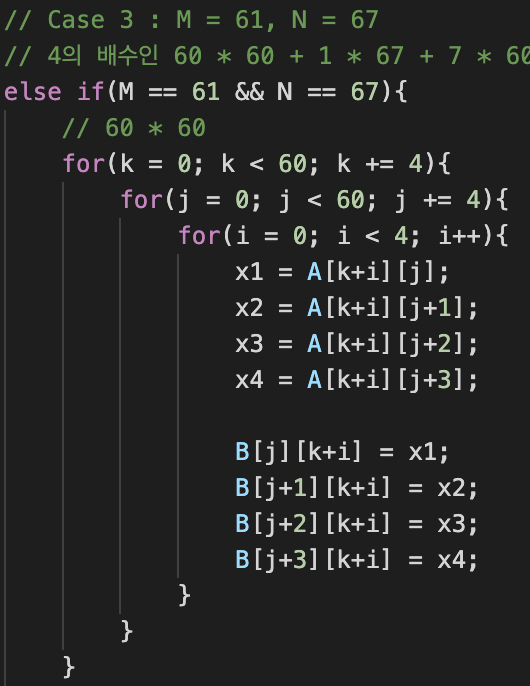 // Case 3 : M = 61, N = 67
// 4의 배수인 60 * 60 + 1 * 67 + 7 * 60
else if(M == 61 && N == 67){
    // 60 * 60
    for(k = 0; k < 60; k += 4){
        for(j = 0; j < 60; j += 4){
            for(i = 0; i < 4; i++){
                x1 = A[k+i][j];
                x2 = A[k+i][j+1];
                x3 = A[k+i][j+2];
                x4 = A[k+i][j+3];

                B[j][k+i] = x1;
                B[j+1][k+i] = x2;
                B[j+2][k+i] = x3;
                B[j+3][k+i] = x4;
            }
        }
    }